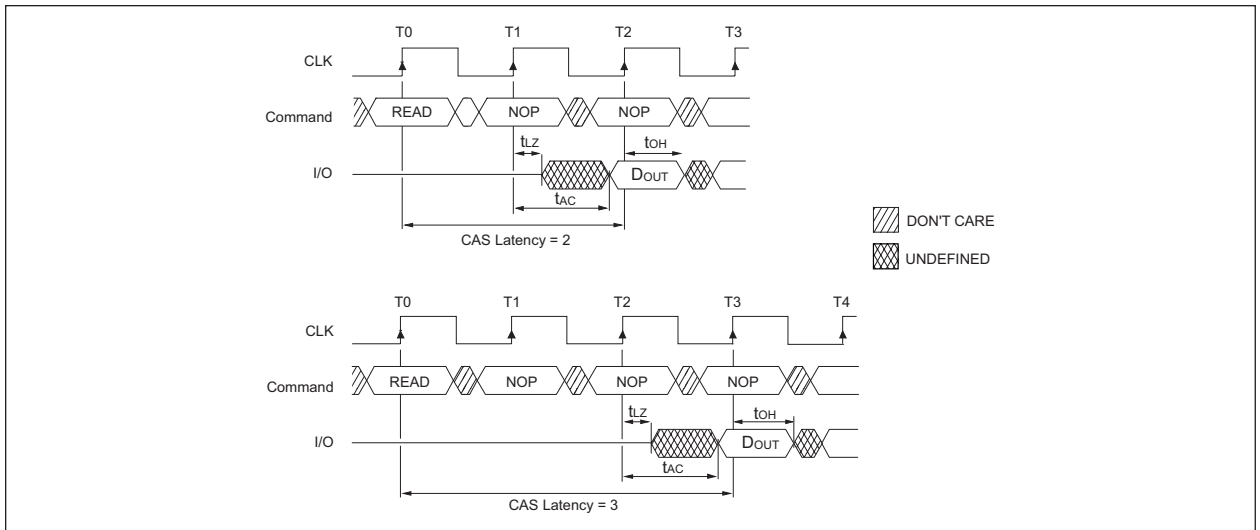 T0 T1 T2 T3
CLK
Command READ NOP NOP
tLZ tOH
I/O DOUT
tAC
CAS Latency = 2
DON'T CARE
UNDEFINED
T0 T1 T2 T3 T4
CLK
Command READ NOP NOP NOP
tLZ tOH
I/O DOUT
tAC
CAS Latency = 3